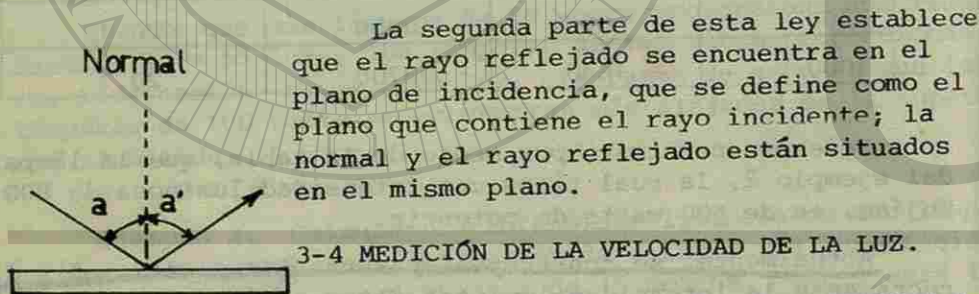 La segunda parte de esta ley establece
que el rayo reflejado se encuentra en el
plano de incidencia, que se define como el
plano que contiene el rayo incidente; la
normal y el rayo reflejado están situados
en el mismo plano.
Normal
a a'
3-4 MEDICIÓN DE LA VELOCIDAD DE LA LUZ.